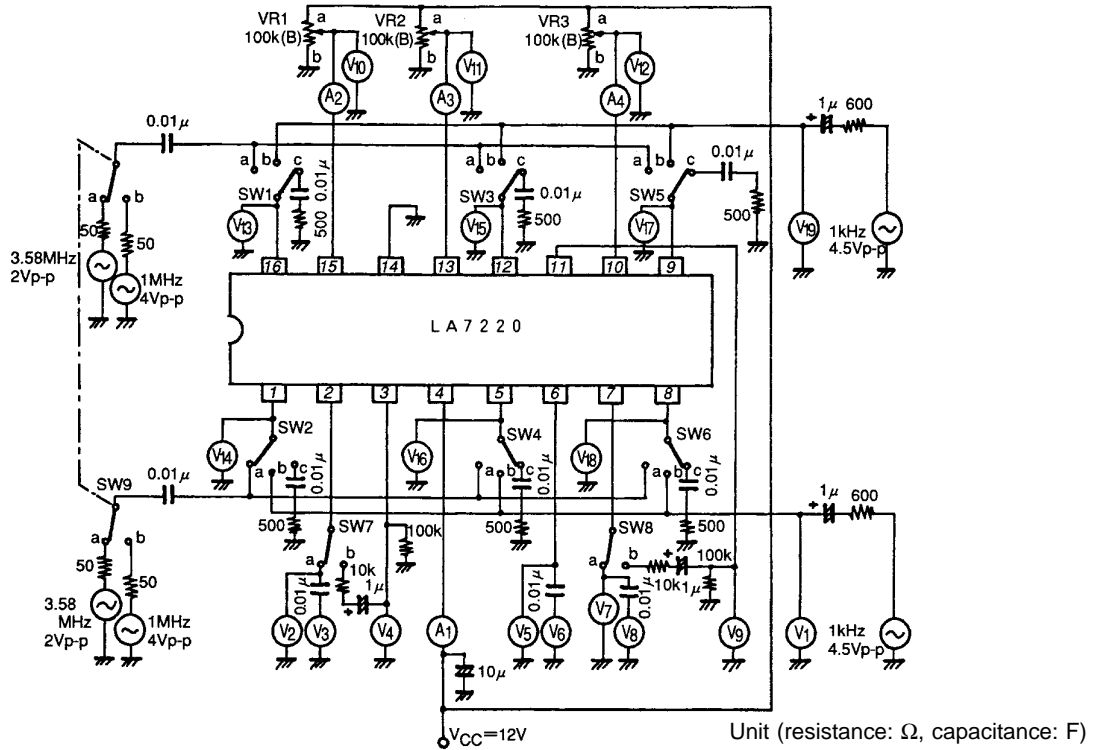 VR1 a VR2 a VR3 a
100k(B) 100k(B) 100k(B)
b b b
V10 V11 V12
A2 A3 A4
0.01μ 1μ 600
+
a b c a b c a b c 0.01μ
SW1 0.01μ SW3 0.01μ SW5
500 500 500
V13 V15 V17 V19
a b
50 50
3.58MHz
2Vp-p
1MHz
4Vp-p
1kHz
4.5Vp-p
16 15 14 13 12 11 10 9
LA7220
1 2 3 4 5 6 7 8
SW2 SW4 SW6
V14 V16 V18
a b c a b c a b c
0.01μ 0.01μ 0.01μ
SW9 0.01μ 1μ 600
+
500 500 500
SW7 100k SW8 100k
a b a b
50 50
a b 10k 10k 1μ
0.01μ 1μ 0.01μ 0.01μ
+ +
3.58
MHz
2Vp-p
1MHz
4Vp-p
V2 V3 V4 A1 V5 V6 V7 V8 V9 V1
1kHz
4.5Vp-p
10μ
VCC=12V
Unit (resistance: Ω, capacitance: F)